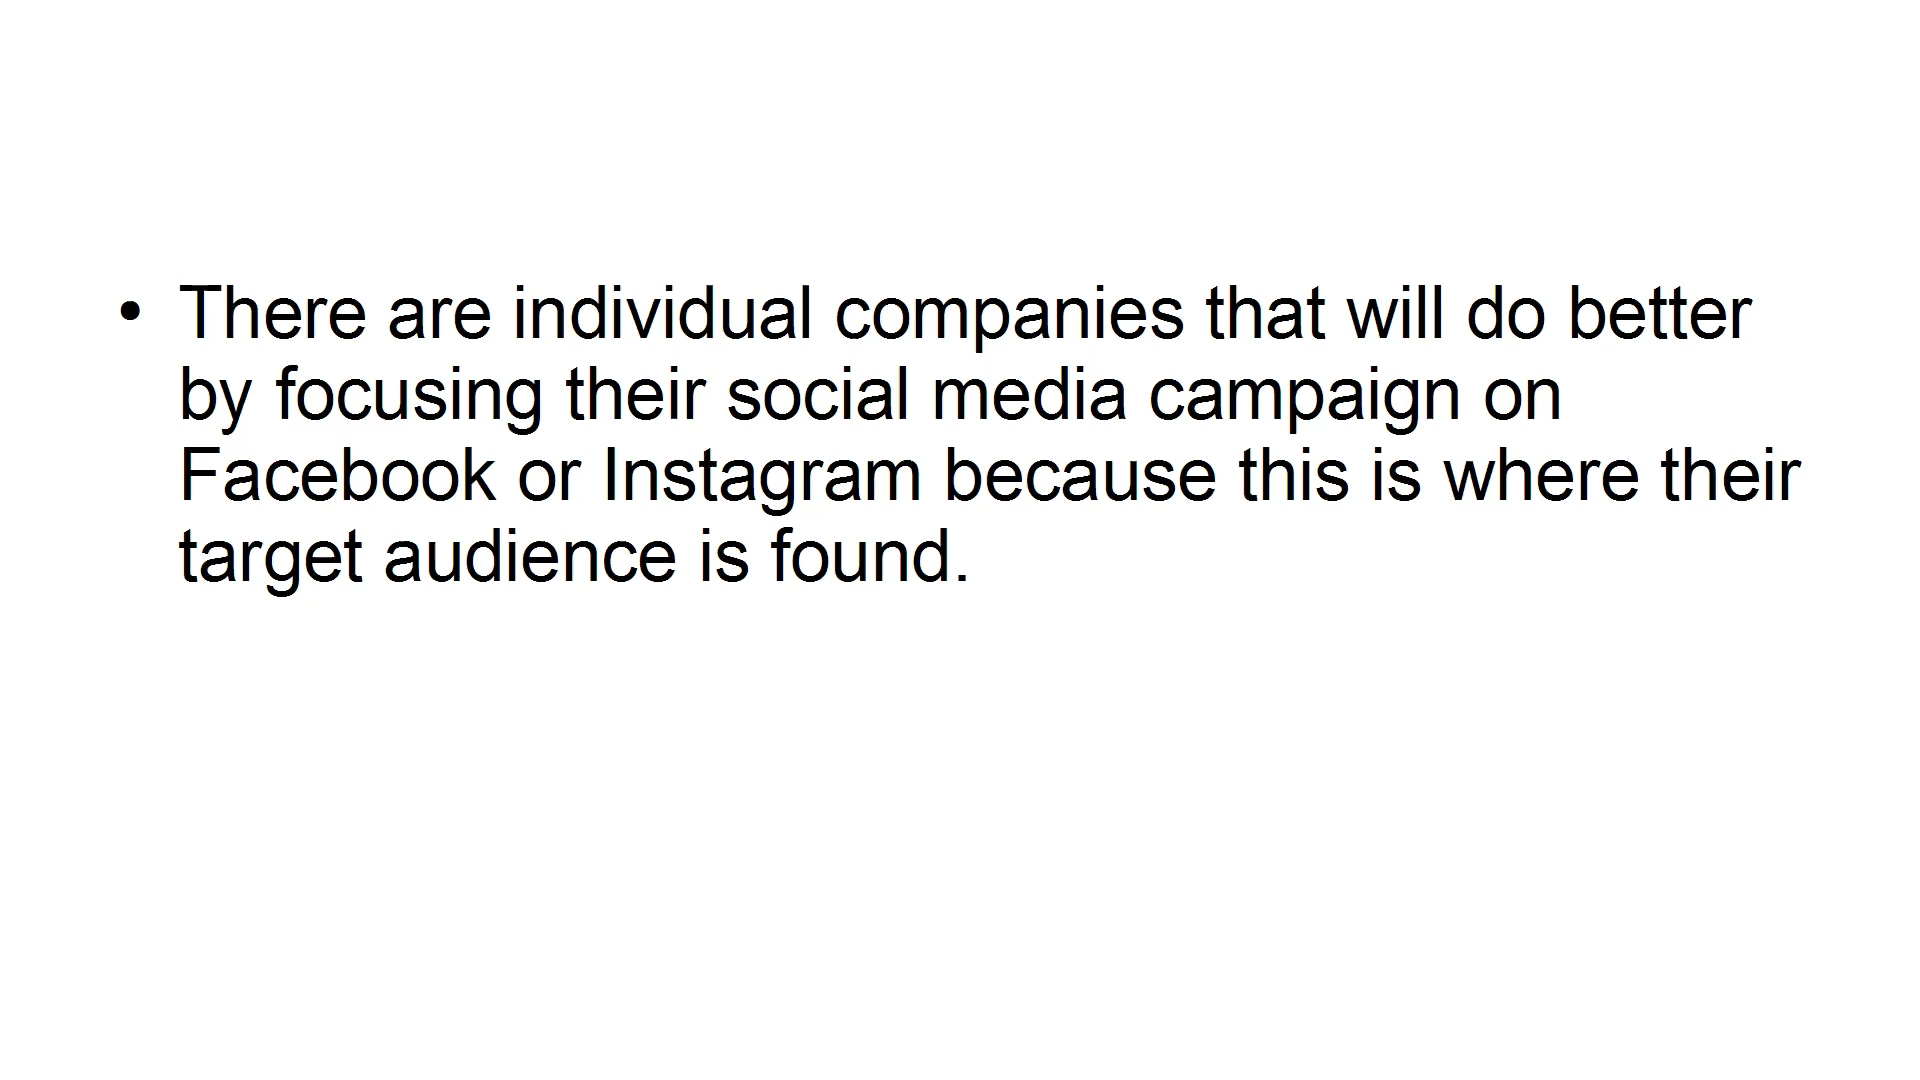 • There are individual companies that will do better
by focusing their social media campaign on
Facebook or Instagram because this is where their
target audience is found.